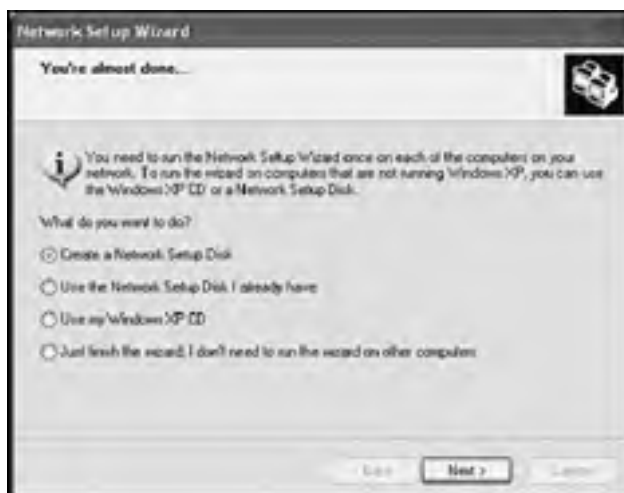 Network Setup Wizard
You're almost done...
You need to run the Network Setup Wizard once on each of the computers on your
network. To run the wizard on computers that are not running Windows XP, you can use
the Windows XP CD or a Network Setup Disk.
What do you want to do?
Create a Network Setup Disk
Use the Network Setup Disk I already have
Use my Windows XP CD
Just finish the wizard; I don't need to run the wizard on other computers
< Back
Next >
Cancel